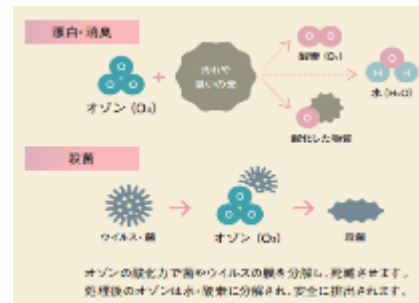 漂白・消臭
オゾン (O₃)
汚れや
臭いの元
酸素 (O₂)
水 (H₂O)
酸化した物質
殺菌
ウイルス・菌
オゾン (O₃)
殺菌
オゾンの酸化力で菌やウイルスの膜を分解し、死滅させます。
処理後のオゾンは水・酸素に分解され、安全に排出されます。